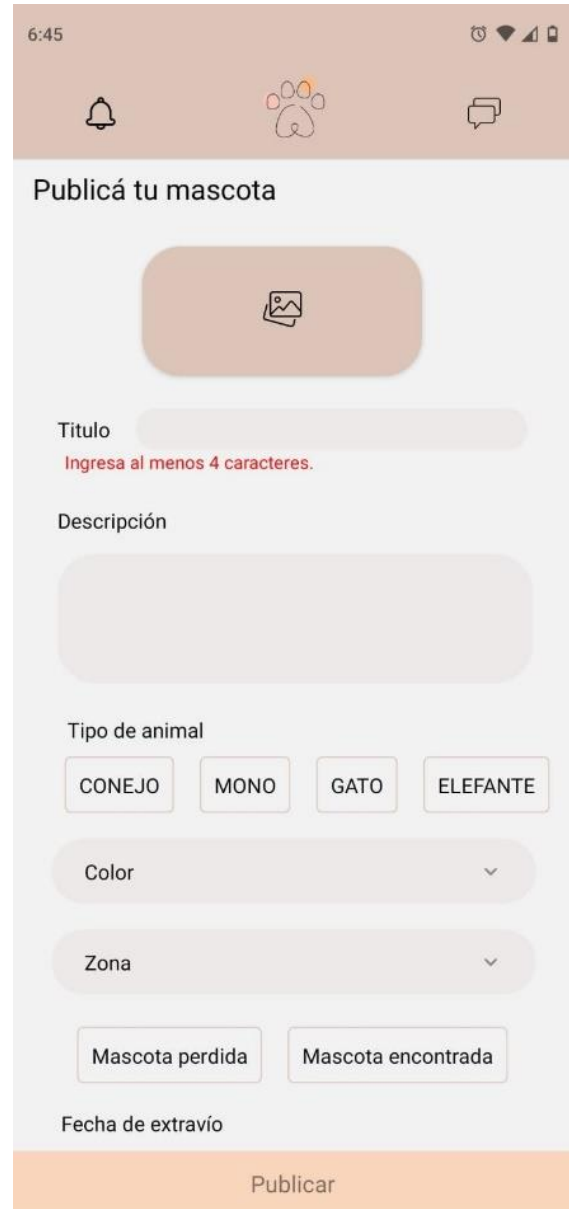 6:45
Publicá tu mascota
Titulo
Ingresa al menos 4 caracteres.
Descripción
Tipo de animal
CONEJO MONO GATO ELEFANTE
Color
Zona
Mascota perdida Mascota encontrada
Fecha de extravío
Publicar